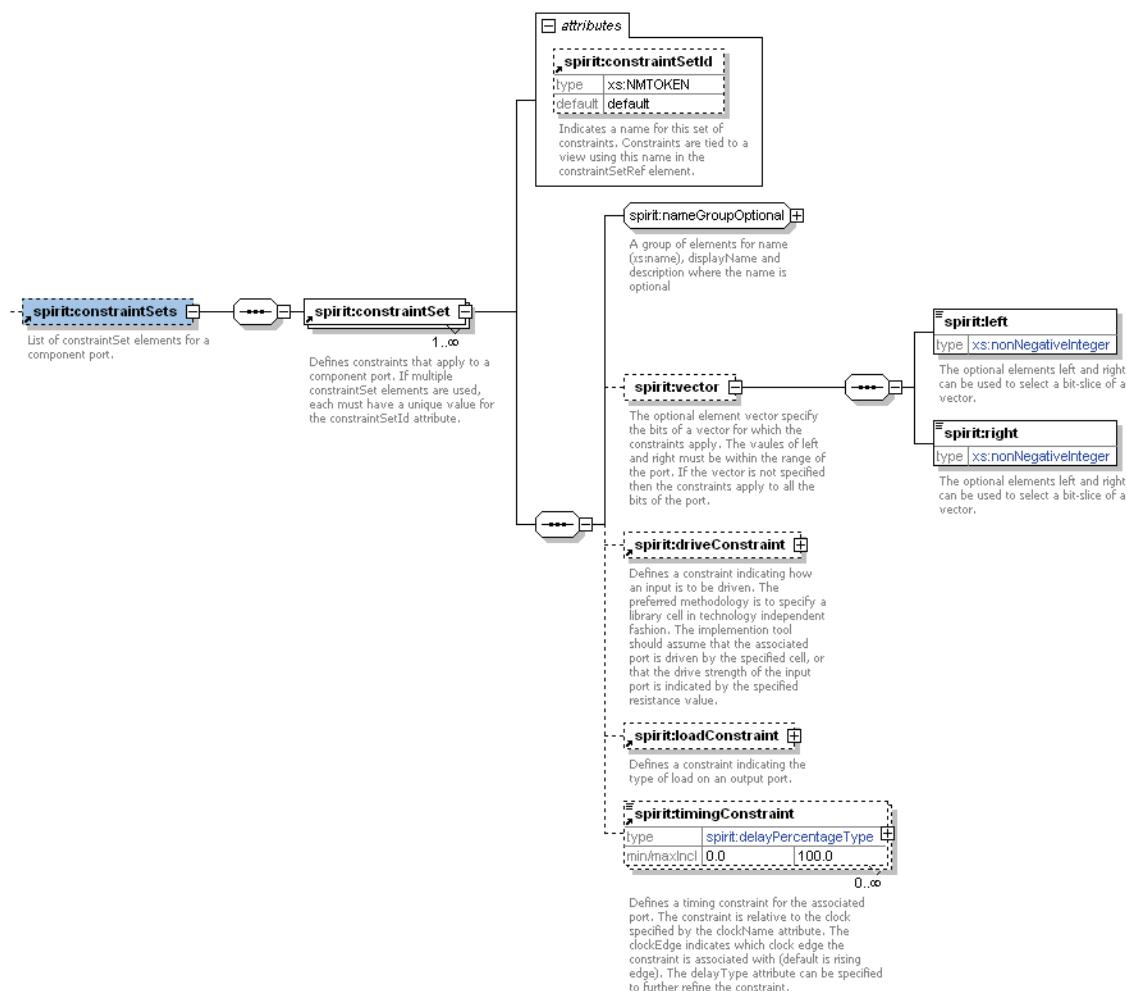 attributes
spirit:constraintSetId
type xs:NMTOKEN
default default
Indicates a name for this set of
constraints. Constraints are tied to a
view using this name in the
constraintSetRef element.
spirit:nameGroupOptional
A group of elements for name
(xs:name), displayName and
description where the name is
optional
spirit:constraintSets
List of constraintSet elements for a
component port.
spirit:constraintSet
1..∞
Defines constraints that apply to a
component port. If multiple
constraintSet elements are used,
each must have a unique value for
the constraintSetId attribute.
spirit:vector
The optional element vector specify
the bits of a vector for which the
constraints apply. The vaules of left
and right must be within the range of
the port. If the vector is not specified
then the constraints apply to all the
bits of the port.
spirit:left
type xs:nonNegativeInteger
The optional elements left and right
can be used to select a bit-slice of a
vector.
spirit:right
type xs:nonNegativeInteger
The optional elements left and right
can be used to select a bit-slice of a
vector.
spirit:driveConstraint
Defines a constraint indicating how
an input is to be driven. The
preferred methodology is to specify a
library cell in technology independent
fashion. The implemention tool
should assume that the associated
port is driven by the specified cell, or
that the drive strength of the input
port is indicated by the specified
resistance value.
spirit:loadConstraint
Defines a constraint indicating the
type of load on an output port.
spirit:timingConstraint
type spirit:delayPercentageType
min/maxIncl 0.0 100.0
0..∞
Defines a timing constraint for the associated
port. The constraint is relative to the clock
specified by the clockName attribute. The
clockEdge indicates which clock edge the
constraint is associated with (default is rising
edge). The delayType attribute can be specified
to further refine the constraint.